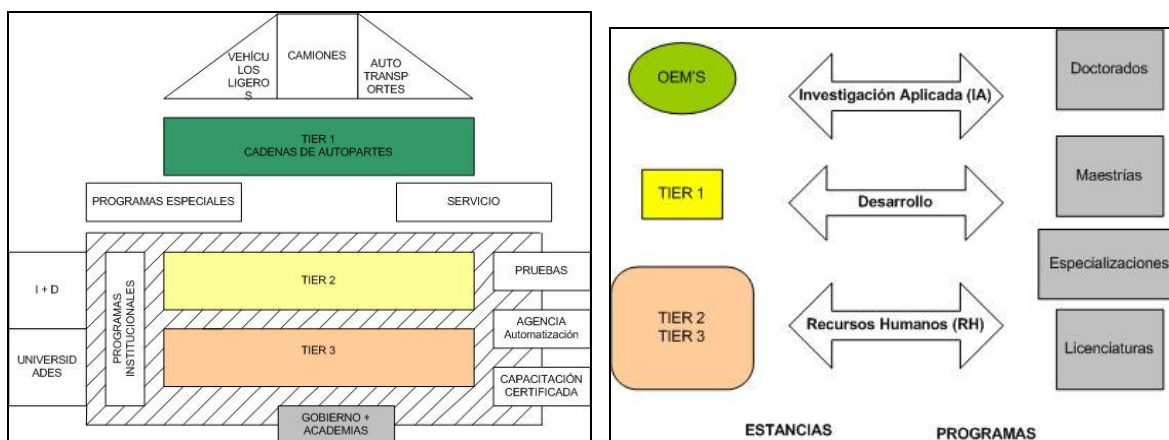 VEHÍCU
LOS
LIGERO
S
CAMIONES
AUTO
TRANSP
ORTES
TIER 1
CADENAS DE AUTOPARTES
PROGRAMAS ESPECIALES
SERVICIO
I + D
UNIVERSID
ADES
PROGRAMAS
INSTITUCIONALES
TIER 2
TIER 3
PRUEBAS
AGENCIA
Automatización
CAPACITACIÓN
CERTIFICADA
GOBIERNO +
ACADEMIAS
OEM'S
Investigación Aplicada (IA)
Doctorados
TIER 1
Desarrollo
Maestrías
Especializaciones
TIER 2
TIER 3
Recursos Humanos (RH)
Licenciaturas
ESTANCIAS
PROGRAMAS